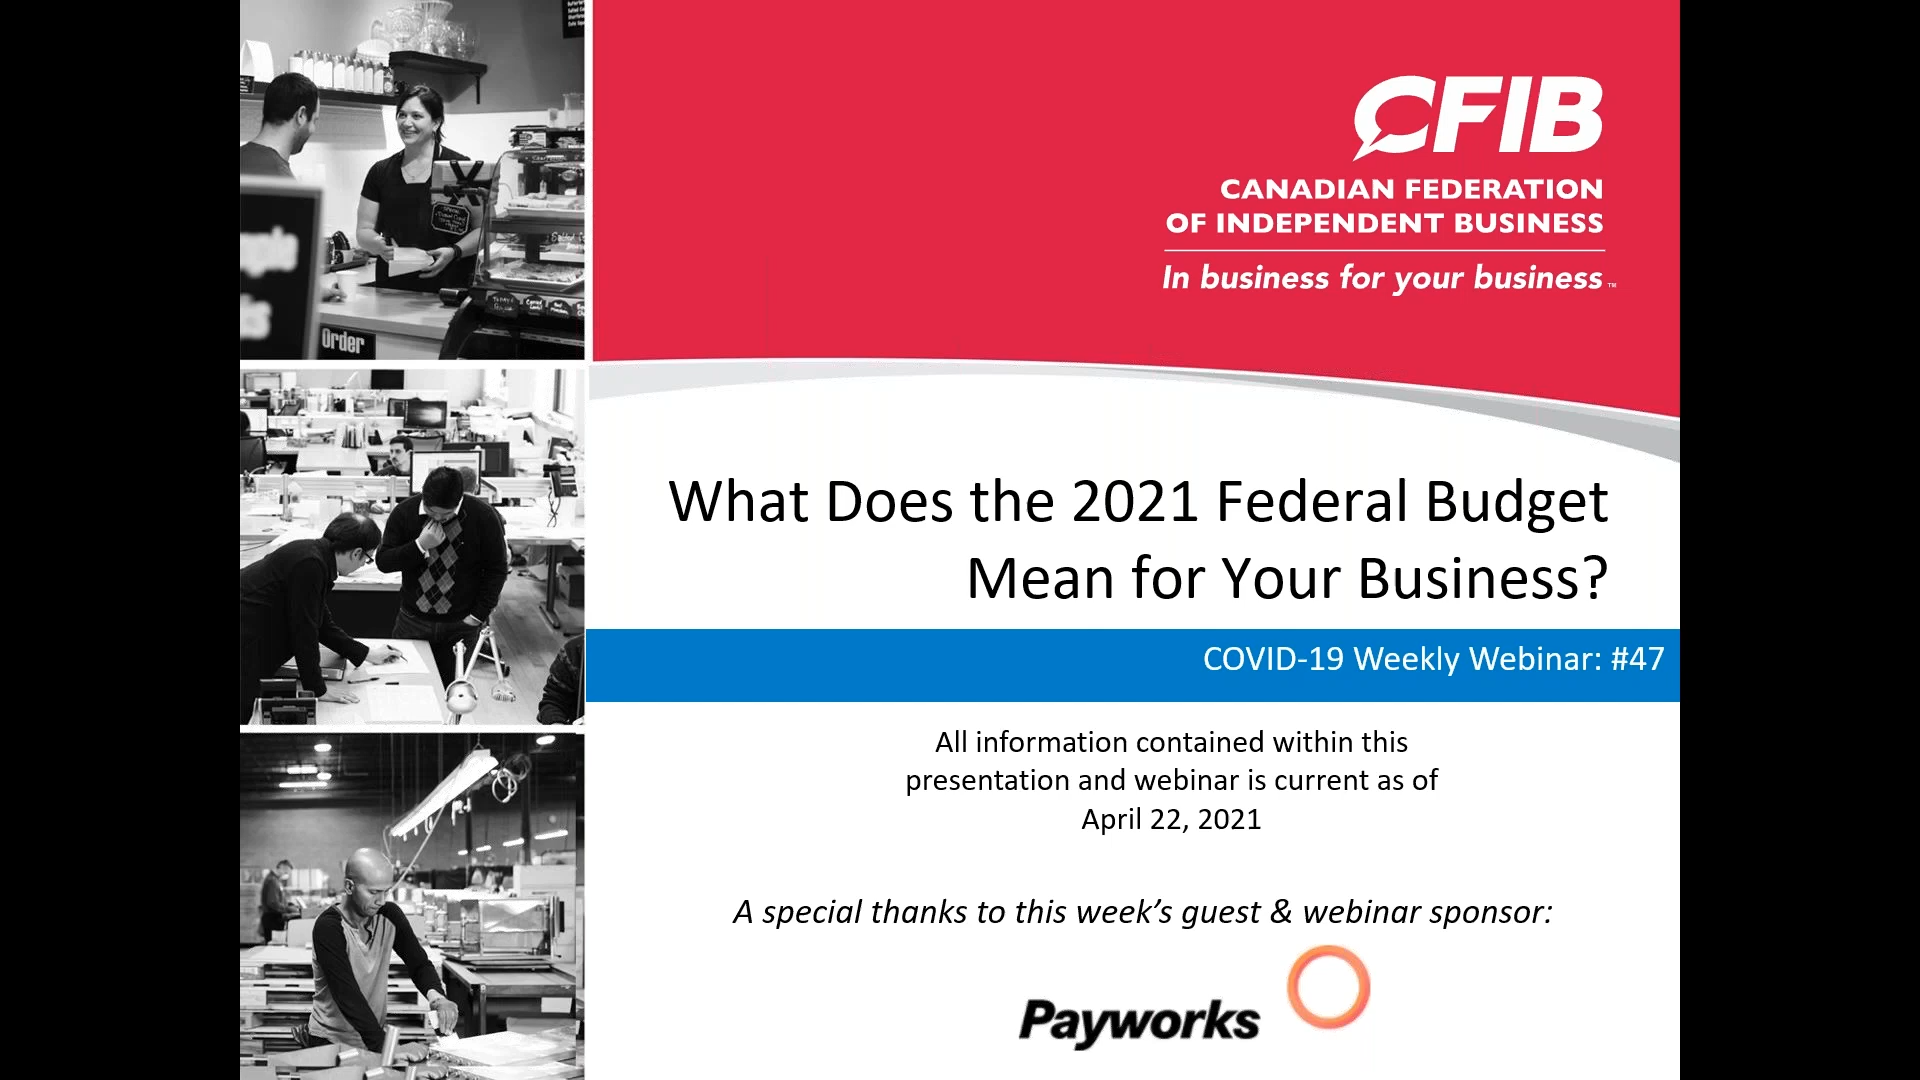 CFIB
CANADIAN FEDERATION
OF INDEPENDENT BUSINESS
In business for your business™
What Does the 2021 Federal Budget
Mean for Your Business?
COVID-19 Weekly Webinar: #47
All information contained within this
presentation and webinar is current as of
April 22, 2021
A special thanks to this week’s guest & webinar sponsor:
Payworks
Order